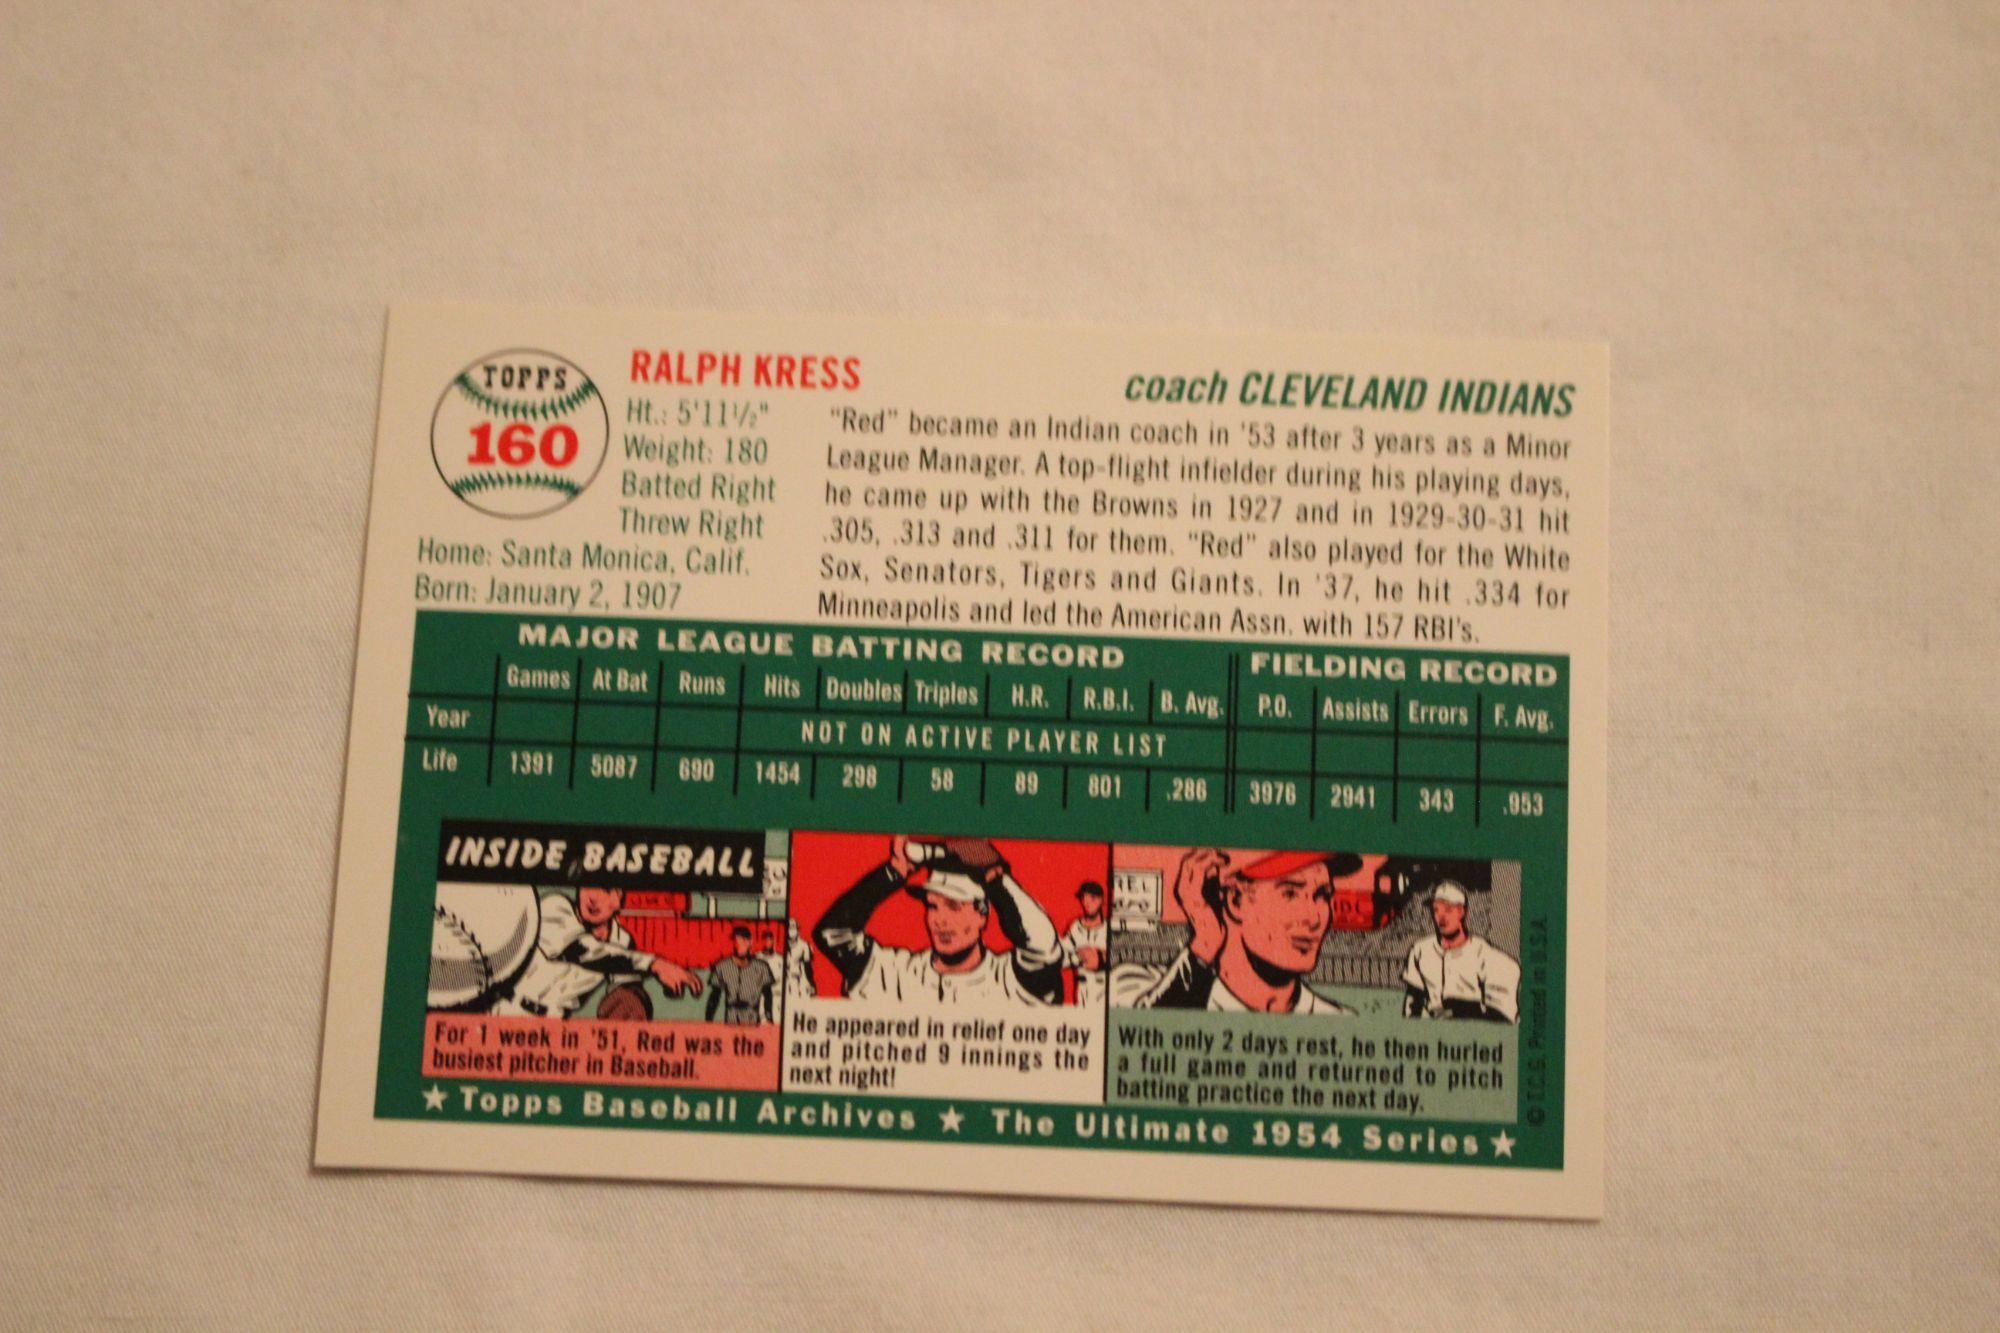 TOPPS
160
RALPH KRESS
Ht.: 5'11½"
Weight: 180
Batted Right
Threw Right
Home: Santa Monica, Calif.
Born: January 2, 1907
coach CLEVELAND INDIANS
"Red" became an Indian coach in '53 after 3 years as a Minor
League Manager. A top-flight infielder during his playing days,
he came up with the Browns in 1927 and in 1929-30-31 hit
.305, .313 and .311 for them. "Red" also played for the White
Sox, Senators, Tigers and Giants. In '37, he hit .334 for
Minneapolis and led the American Assn. with 157 RBI's.
MAJOR LEAGUE BATTING RECORD FIELDING RECORD
Games At Bat Runs Hits Doubles Triples H.R. R.B.I. B. Avg. P.O. Assists Errors F. Avg.
Year NOT ON ACTIVE PLAYER LIST
Life 1391 5087 690 1454 298 58 89 801 .286 3976 2941 343 .953
INSIDE BASEBALL
For 1 week in '51, Red was the
busiest pitcher in Baseball.
He appeared in relief one day
and pitched 9 innings the
next night!
With only 2 days rest, he then hurled
a full game and returned to pitch
batting practice the next day.
© T.C.G. Printed in U.S.A.
★ Topps Baseball Archives ★ The Ultimate 1954 Series ★